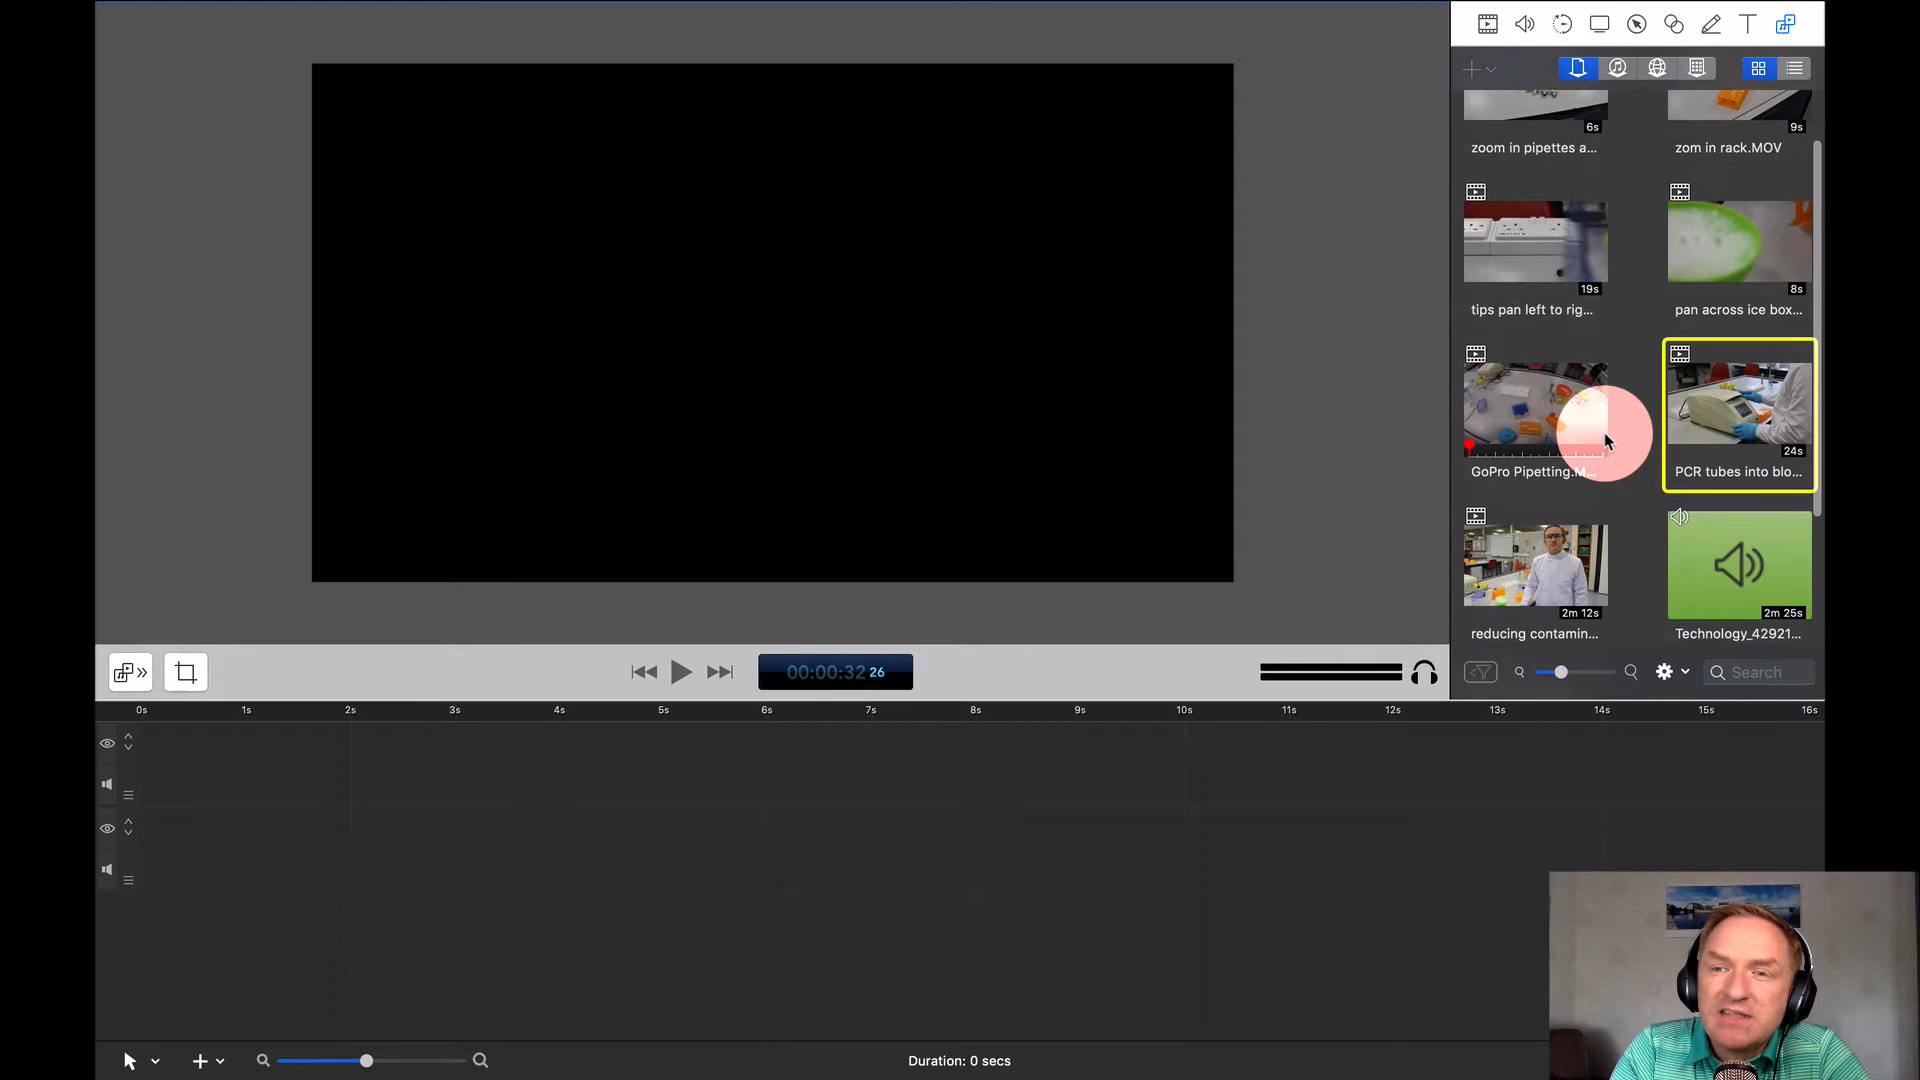 6s
9s
zoom in pipettes a...
zom in rack.MOV
19s
8s
tips pan left to rig...
pan across ice box...
24s
GoPro Pipetting.M...
PCR tubes into blo...
2m 12s
2m 25s
reducing contamin...
Technology_42921...
00:00:32 26
Search
0s 1s 2s 3s 4s 5s 6s 7s 8s 9s 10s 11s 12s 13s 14s 15s 16s
Duration: 0 secs